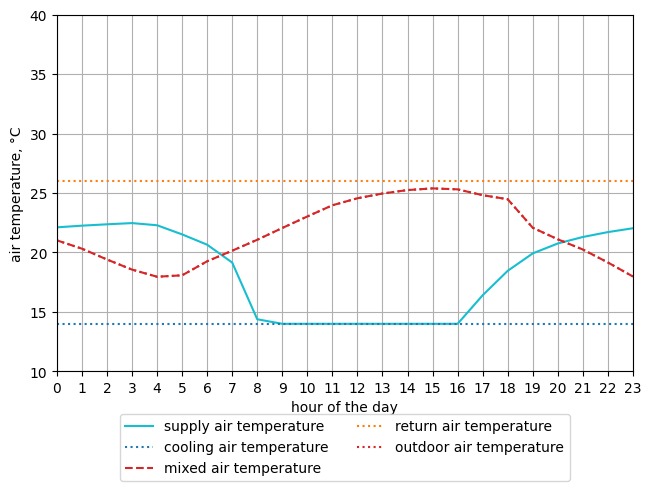 40
35
30
25
20
15
10
air temperature, °C
0 1 2 3 4 5 6 7 8 9 10 11 12 13 14 15 16 17 18 19 20 21 22 23
hour of the day
supply air temperature
cooling air temperature
mixed air temperature
return air temperature
outdoor air temperature